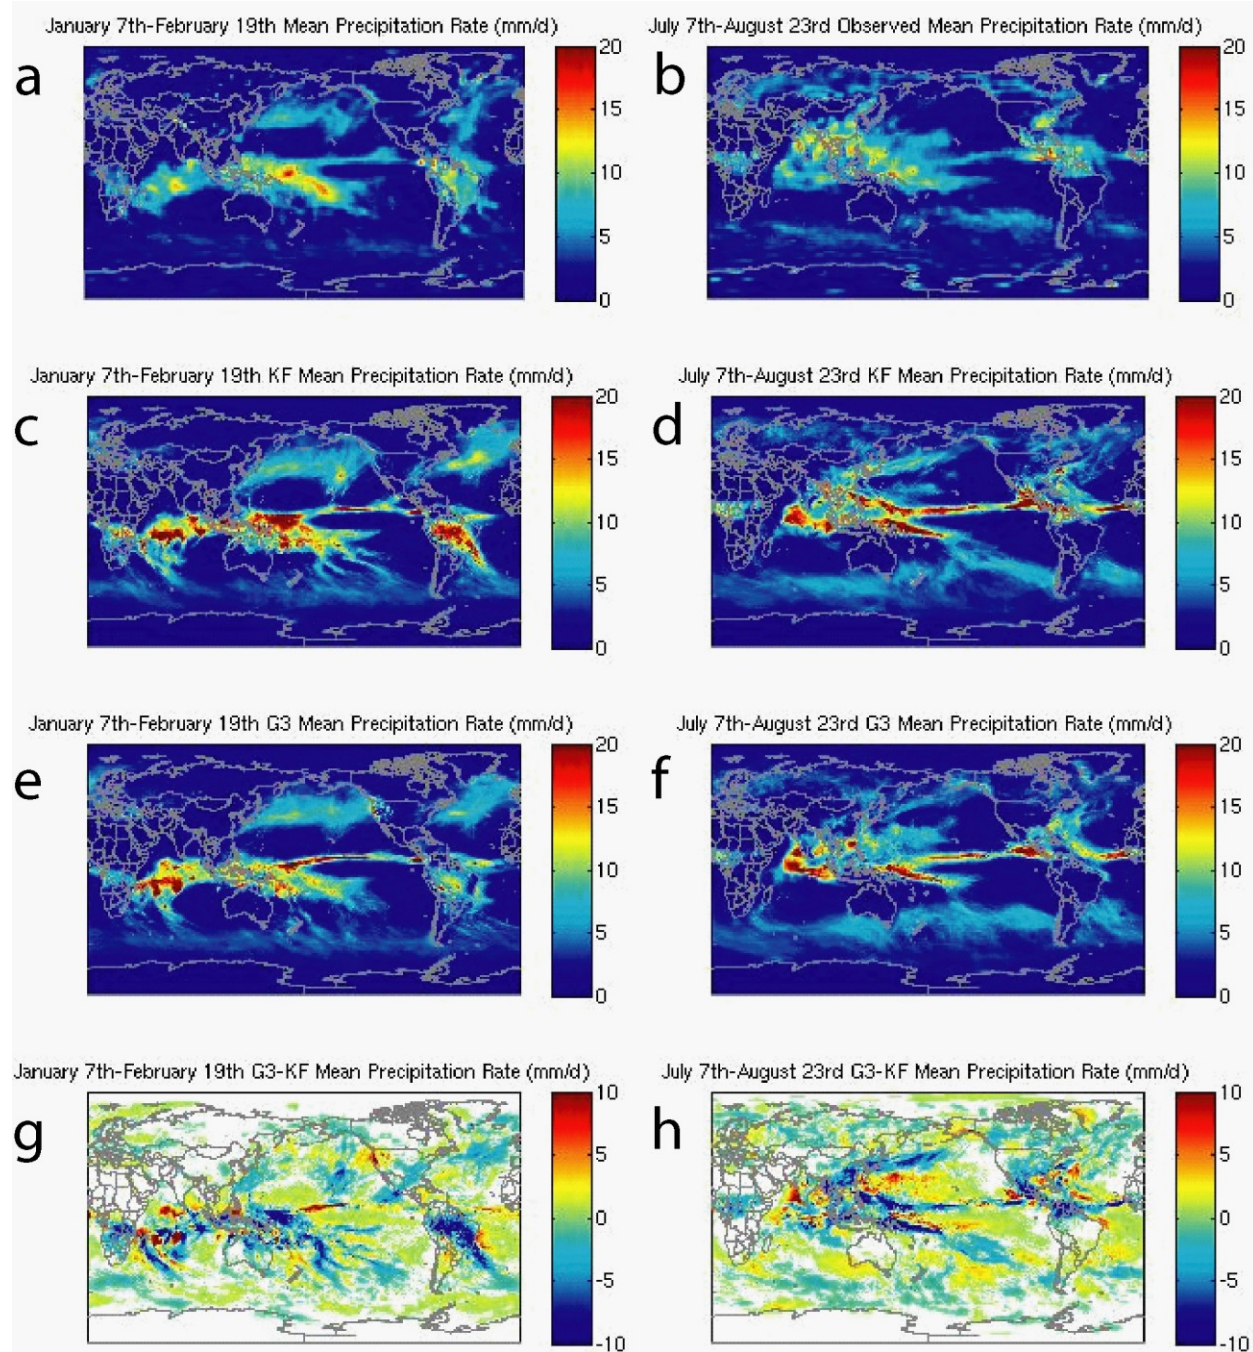 January 7th-February 19th Mean Precipitation Rate (mm/d)
July 7th-August 23rd Observed Mean Precipitation Rate (mm/d)
a
20
15
10
5
0
b
20
15
10
5
0
January 7th-February 19th KF Mean Precipitation Rate (mm/d)
July 7th-August 23rd KF Mean Precipitation Rate (mm/d)
c
20
15
10
5
0
d
20
15
10
5
0
January 7th-February 19th G3 Mean Precipitation Rate (mm/d)
July 7th-August 23rd G3 Mean Precipitation Rate (mm/d)
e
20
15
10
5
0
f
20
15
10
5
0
January 7th-February 19th G3-KF Mean Precipitation Rate (mm/d)
July 7th-August 23rd G3-KF Mean Precipitation Rate (mm/d)
g
10
5
0
-5
-10
h
10
5
0
-5
-10